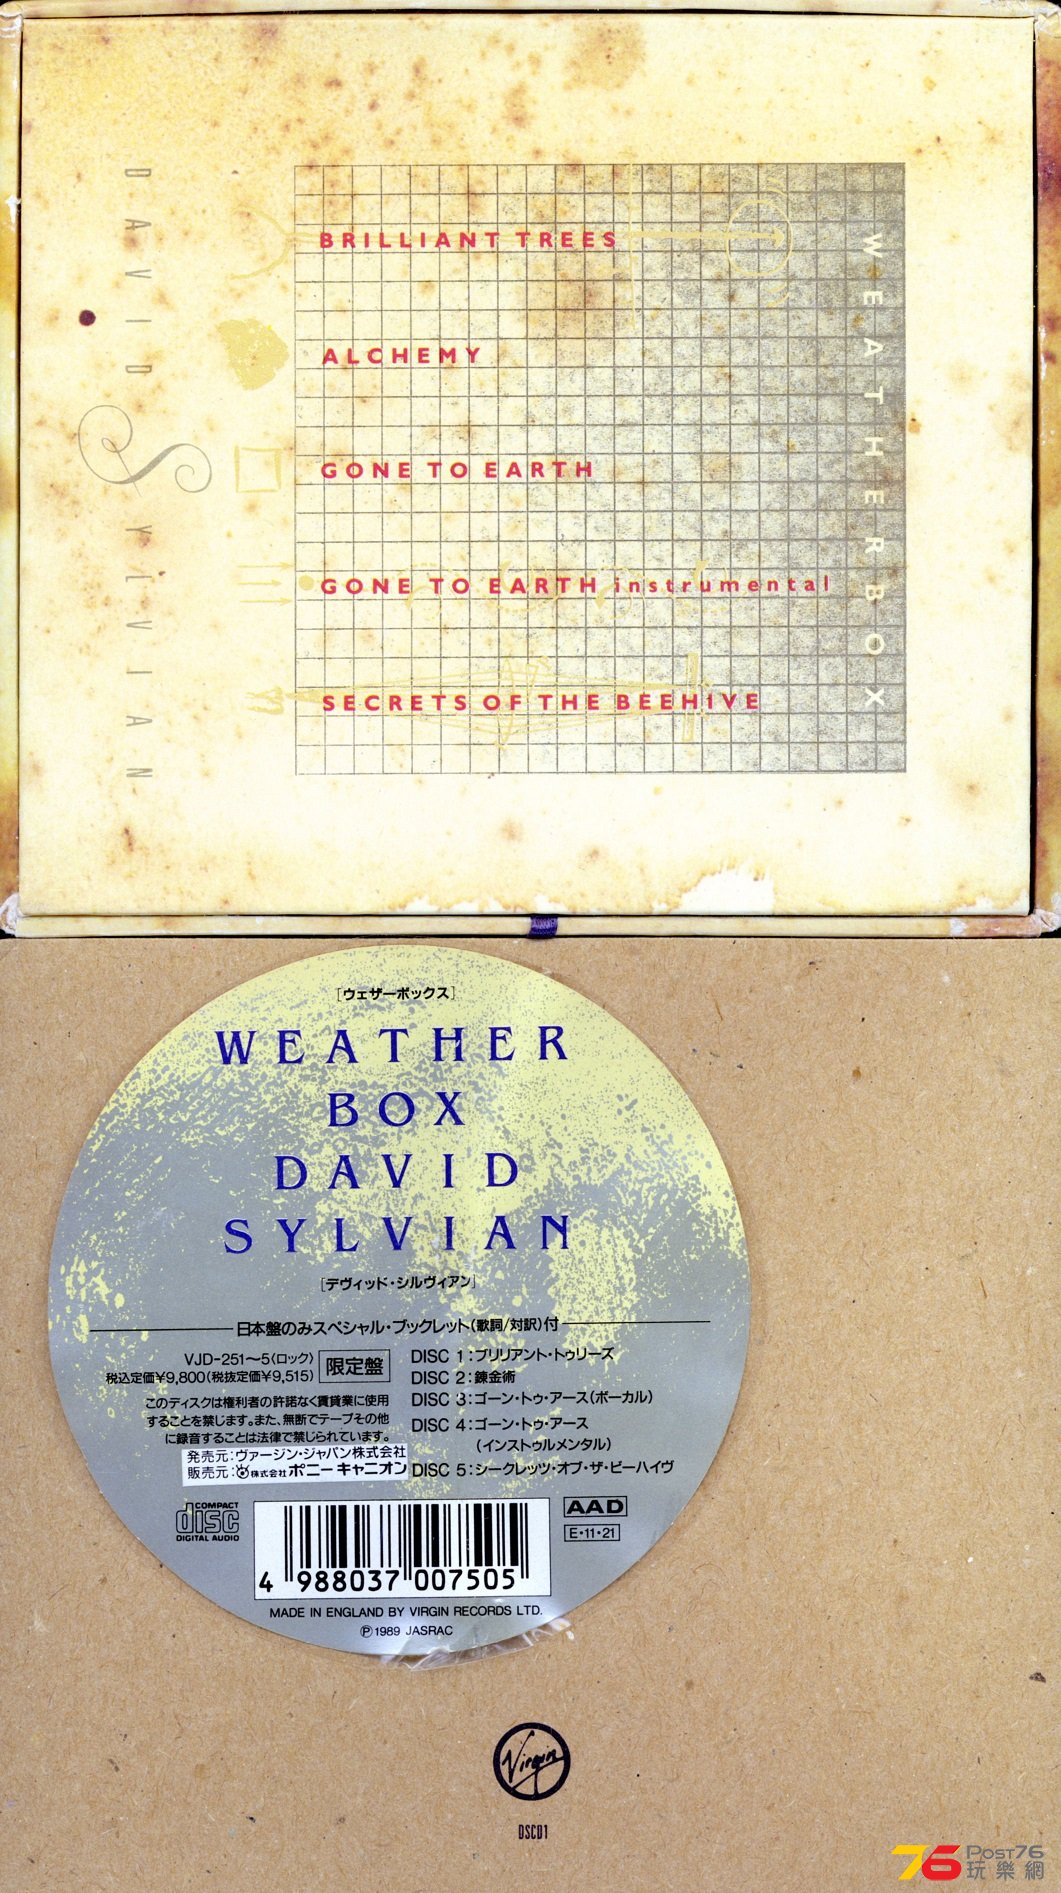 DAVID SYLVIAN
WEATHERBOX
BRILLIANT TREES
ALCHEMY
GONE TO EARTH
GONE TO EARTH instrumental
SECRETS OF THE BEEHIVE
[ウェザーボックス]
WEATHER
BOX
DAVID
SYLVIAN
[デヴィッド・シルヴィアン]
日本盤のみスペシャル・ブックレット(歌詞/対訳)付
VJD-251〜5〈ロック〉
税込定価¥9,800(税抜定価¥9,515)
限定盤
このディスクは権利者の許諾なく賃貸業に使用
することを禁じます。また、無断でテープその他
に録音することは法律で禁じられています。
発売元:ヴァージン・ジャパン株式会社
販売元:株式会社ポニーキャニオン
DISC 1:ブリリアント・トゥリーズ
DISC 2:錬金術
DISC 3:ゴーン・トゥ・アース(ボーカル)
DISC 4:ゴーン・トゥ・アース
(インストゥルメンタル)
DISC 5:シークレッツ・オブ・ザ・ビーハイヴ
COMPACT
disc
DIGITAL AUDIO
AAD
E・11・21
4 988037 007505
MADE IN ENGLAND BY VIRGIN RECORDS LTD.
Ⓟ1989 JASRAC
Virgin
DSCD1
76 POST76
玩樂網